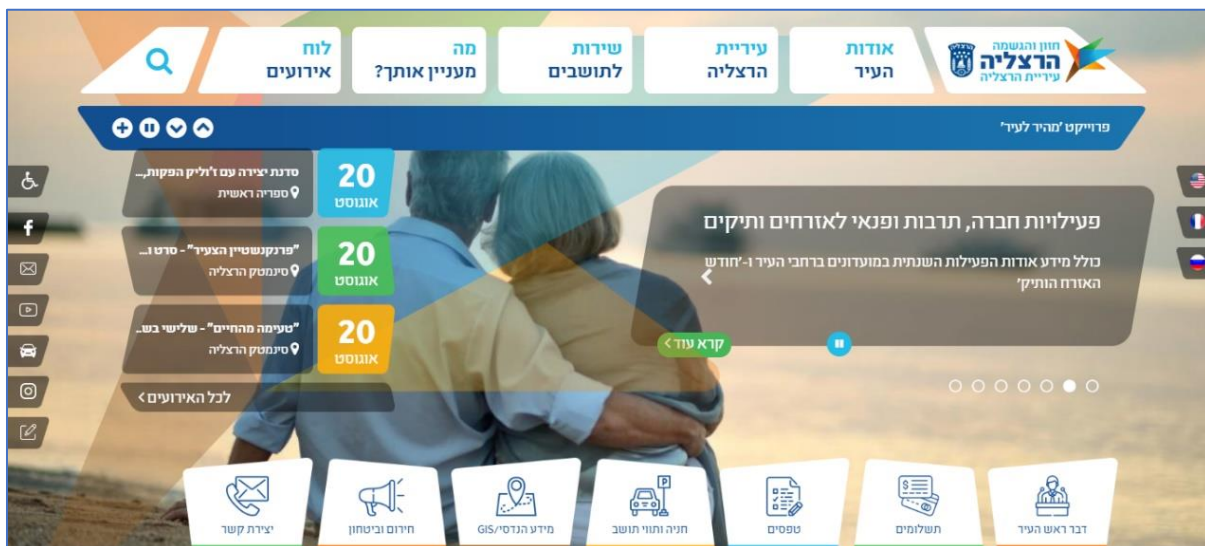 חזון והגשמה
הרצליה
עיריית הרצליה
אודות
העיר
עיריית
הרצליה
שירות
לתושבים
מה
מעניין אותך?
לוח
אירועים
פרוייקט 'מהיר לעיר'
פעילויות חברה, תרבות ופנאי לאזרחים ותיקים
כולל מידע אודות הפעילות השנתית במועדונים ברחבי העיר ו-'חודש
האזרח הותיק'
קרא עוד >
20
אוגוסט
סדנת יצירה עם ז'וליק הפקות,...
ספריה ראשית
20
אוגוסט
"פרנקנשטיין הצעיר" - סרט ו...
סינמטק הרצליה
20
אוגוסט
"טעימה מהחיים" - שלישי בש..
סינמטק הרצליה
לכל האירועים >
דבר ראש העיר
תשלומים
טפסים
חניה ותווי תושב
מידע הנדסי/GIS
חירום וביטחון
יצירת קשר